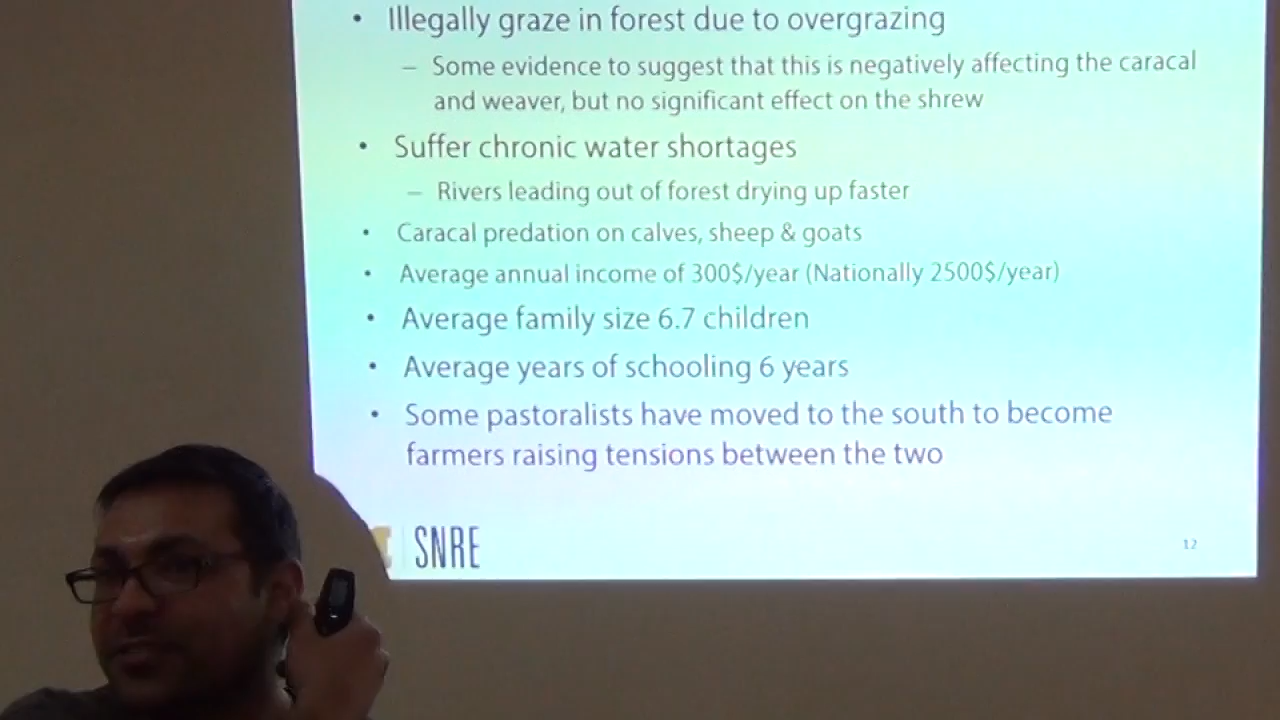 • Illegally graze in forest due to overgrazing
– Some evidence to suggest that this is negatively affecting the caracal
and weaver, but no significant effect on the shrew
• Suffer chronic water shortages
– Rivers leading out of forest drying up faster
• Caracal predation on calves, sheep & goats
• Average annual income of 300$/year (Nationally 2500$/year)
• Average family size 6.7 children
• Average years of schooling 6 years
• Some pastoralists have moved to the south to become
farmers raising tensions between the two
SNRE
12